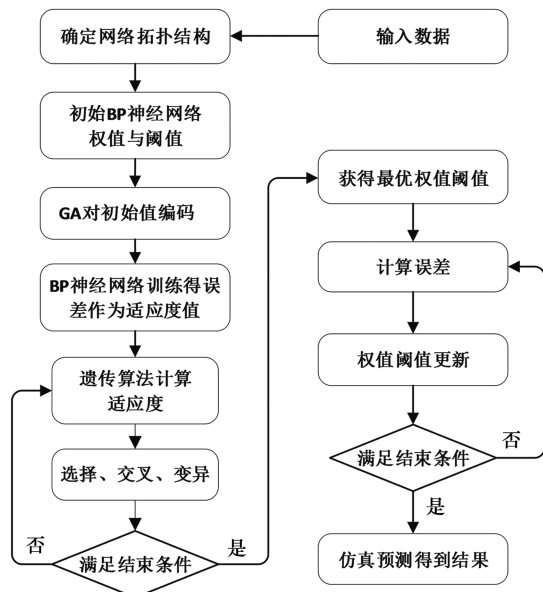 确定网络拓扑结构
输入数据
初始BP神经网络
权值与阈值
GA对初始值编码
BP神经网络训练得误
差作为适应度值
遗传算法计算
适应度
选择、交叉、变异
满足结束条件
否
是
获得最优权值阈值
计算误差
权值阈值更新
满足结束条件
否
是
仿真预测得到结果